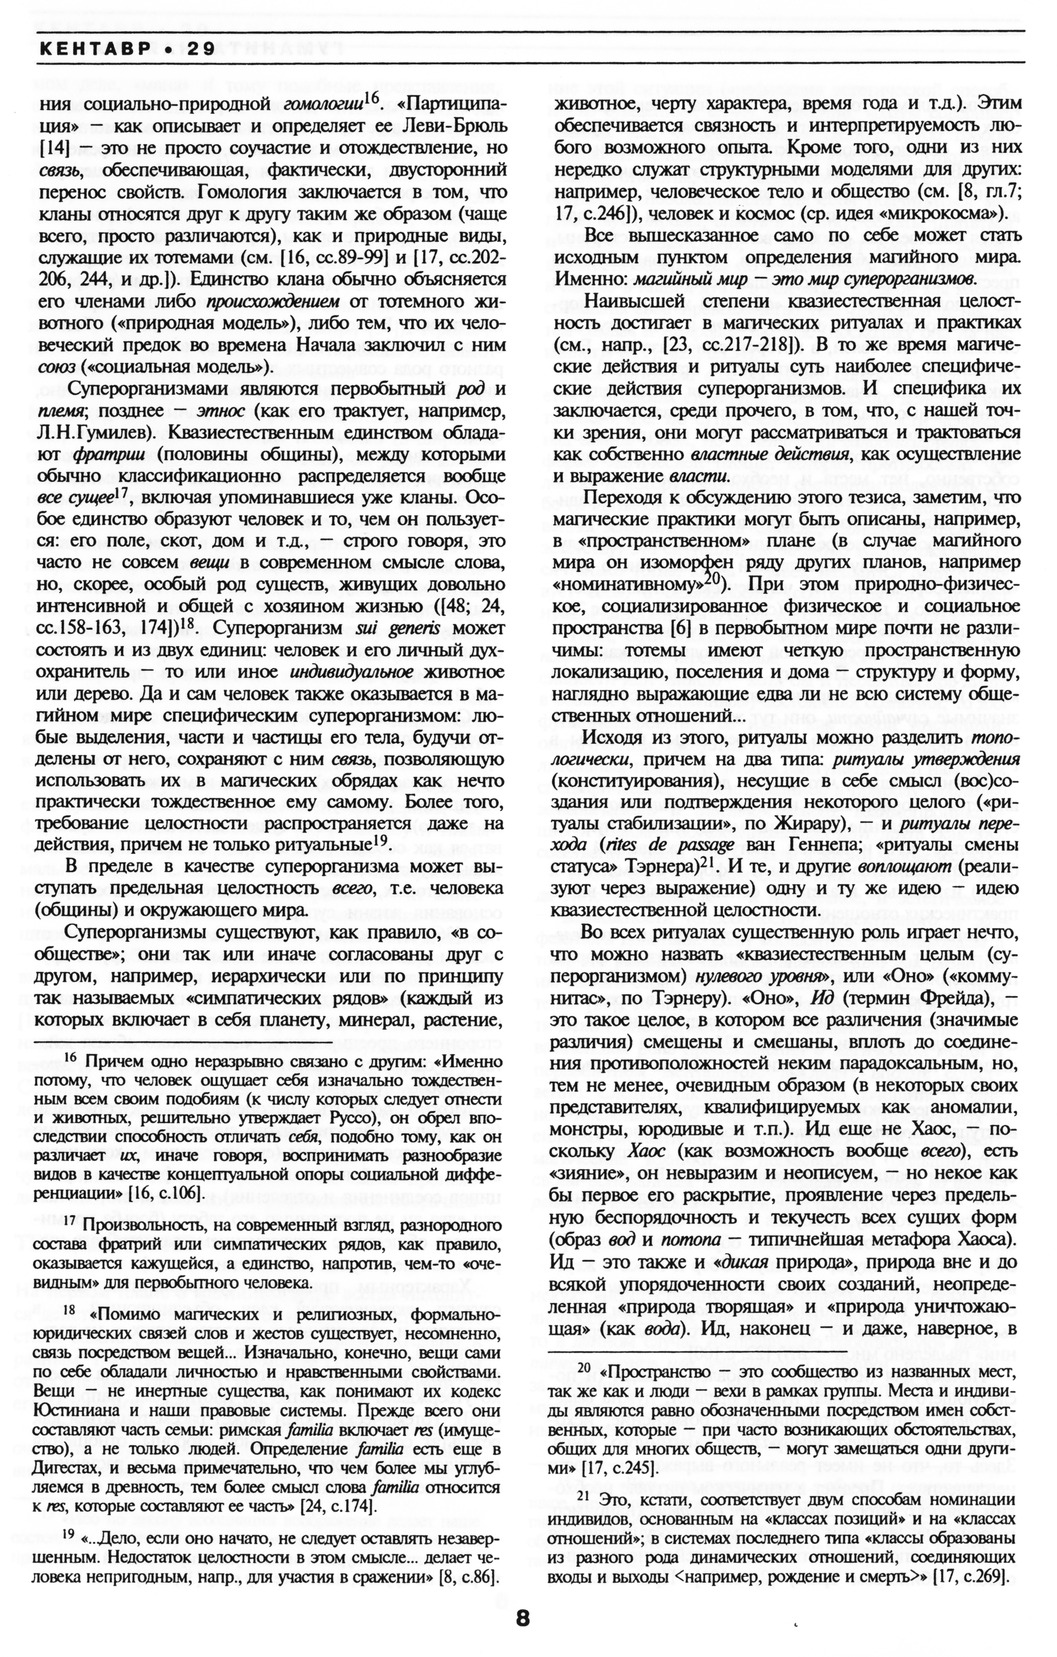 КЕНТАВР • 29
ния социально-природной гомологии16. «Партиципа-
ция» — как описывает и определяет ее Леви-Брюль
[14] — это не просто соучастие и отождествление, но
связь, обеспечивающая, фактически, двусторонний
перенос свойств. Гомология заключается в том, что
кланы относятся друг к другу таким же образом (чаще
всего, просто различаются), как и природные виды,
служащие их тотемами (см. [16, сс.89-99] и [17, сс.202-
206, 244, и др.]). Единство клана обычно объясняется
его членами либо происхождением от тотемного жи-
вотного («природная модель»), либо тем, что их чело-
веческий предок во времена Начала заключил с ним
союз («социальная модель»).
Суперорганизмами являются первобытный род и
племя; позднее — этнос (как его трактует, например,
Л.Н.Гумилев). Квазиестественным единством облада-
ют фратрии (половины общины), между которыми
обычно классификационно распределяется вообще
все сущее17, включая упоминавшиеся уже кланы. Осо-
бое единство образуют человек и то, чем он пользует-
ся: его поле, скот, дом и т.д., — строго говоря, это
часто не совсем вещи в современном смысле слова,
но, скорее, особый род существ, живущих довольно
интенсивной и общей с хозяином жизнью ([48; 24,
сс.158-163, 174])18. Суперорганизм sui generis может
состоять и из двух единиц: человек и его личный дух-
охранитель — то или иное индивидуальное животное
или дерево. Да и сам человек также оказывается в ма-
гийном мире специфическим суперорганизмом: лю-
бые выделения, части и частицы его тела, будучи от-
делены от него, сохраняют с ним связь, позволяющую
использовать их в магических обрядах как нечто
практически тождественное ему самому. Более того,
требование целостности распространяется даже на
действия, причем не только ритуальные19.
В пределе в качестве суперорганизма может вы-
ступать предельная целостность всего, т.е. человека
(общины) и окружающего мира.
Суперорганизмы существуют, как правило, «в со-
обществе»; они так или иначе согласованы друг с
другом, например, иерархически или по принципу
так называемых «симпатических рядов» (каждый из
которых включает в себя планету, минерал, растение,
16 Причем одно неразрывно связано с другим: «Именно
потому, что человек ощущает себя изначально тождествен-
ным всем своим подобиям (к числу которых следует отнести
и животных, решительно утверждает Руссо), он обрел впо-
следствии способность отличать себя, подобно тому, как он
различает их, иначе говоря, воспринимать разнообразие
видов в качестве концептуальной опоры социальной диффе-
ренциации» [16, с.106].
17 Произвольность, на современный взгляд, разнородного
состава фратрий или симпатических рядов, как правило,
оказывается кажущейся, а единство, напротив, чем-то «оче-
видным» для первобытного человека.
18 «Помимо магических и религиозных, формально-
юридических связей слов и жестов существует, несомненно,
связь посредством вещей... Изначально, конечно, вещи сами
по себе обладали личностью и нравственными свойствами.
Вещи — не инертные существа, как понимают их кодекс
Юстиниана и наши правовые системы. Прежде всего они
составляют часть семьи: римская familia включает res (имуще-
ство), а не только людей. Определение familia есть еще в
Дигестах, и весьма примечательно, что чем более мы углуб-
ляемся в древность, тем более смысл слова familia относится
к res, которые составляют ее часть» [24, с.174].
19 «...Дело, если оно начато, не следует оставлять незавер-
шенным. Недостаток целостности в этом смысле... делает че-
ловека непригодным, напр., для участия в сражении» [8, с.86].
животное, черту характера, время года и т.д.). Этим
обеспечивается связность и интерпретируемость лю-
бого возможного опыта. Кроме того, одни из них
нередко служат структурными моделями для других:
например, человеческое тело и общество (см. [8, гл.7;
17, с.246]), человек и космос (ср. идея «микрокосма»).
Все вышесказанное само по себе может стать
исходным пунктом определения магийного мира.
Именно: магийный мир — это мир суперорганизмов.
Наивысшей степени квазиестественная целост-
ность достигает в магических ритуалах и практиках
(см., напр., [23, сс.217-218]). В то же время магиче-
ские действия и ритуалы суть наиболее специфиче-
ские действия суперорганизмов. И специфика их
заключается, среди прочего, в том, что, с нашей точ-
ки зрения, они могут рассматриваться и трактоваться
как собственно властные действия, как осуществление
и выражение власти.
Переходя к обсуждению этого тезиса, заметим, что
магические практики могут быть описаны, например,
в «пространственном» плане (в случае магийного
мира он изоморфен ряду других планов, например
«номинативному»20). При этом природно-физичес-
кое, социализированное физическое и социальное
пространства [6] в первобытном мире почти не разли-
чимы: тотемы имеют четкую пространственную
локализацию, поселения и дома — структуру и форму,
наглядно выражающие едва ли не всю систему обще-
ственных отношений...
Исходя из этого, ритуалы можно разделить топо-
логически, причем на два типа: ритуалы утверждения
(конституирования), несущие в себе смысл (вос)со-
здания или подтверждения некоторого целого («ри-
туалы стабилизации», по Жирару), — и ритуалы пере-
хода (rites de passage ван Геннепа; «ритуалы смены
статуса» Тэрнера)21. И те, и другие воплощают (реали-
зуют через выражение) одну и ту же идею — идею
квазиестественной целостности.
Во всех ритуалах существенную роль играет нечто,
что можно назвать «квазиестественным целым (су-
перорганизмом) нулевого уровня», или «Оно» («комму-
нитас», по Тэрнеру). «Оно», Ид (термин Фрейда), —
это такое целое, в котором все различения (значимые
различия) смещены и смешаны, вплоть до соедине-
ния противоположностей неким парадоксальным, но,
тем не менее, очевидным образом (в некоторых своих
представителях, квалифицируемых как аномалии,
монстры, юродивые и т.п.). Ид еще не Хаос, — по-
скольку Хаос (как возможность вообще всего), есть
«зияние», он невыразим и неописуем, — но некое как
бы первое его раскрытие, проявление через предель-
ную беспорядочность и текучесть всех сущих форм
(образ вод и потопа — типичнейшая метафора Хаоса).
Ид — это также и «дикая природа», природа вне и до
всякой упорядоченности своих созданий, неопреде-
ленная «природа творящая» и «природа уничтожаю-
щая» (как вода). Ид, наконец — и даже, наверное, в
20 «Пространство — это сообщество из названных мест,
так же как и люди — вехи в рамках группы. Места и индиви-
ды являются равно обозначенными посредством имен собст-
венных, которые — при часто возникающих обстоятельствах,
общих для многих обществ, — могут замещаться одни други-
ми» [17, с.245].
21 Это, кстати, соответствует двум способам номинации
индивидов, основанным на «классах позиций» и на «классах
отношений»; в системах последнего типа «классы образованы
из разного рода динамических отношений, соединяющих
входы и выходы <например, рождение и смерть>» [17, с.269].
8